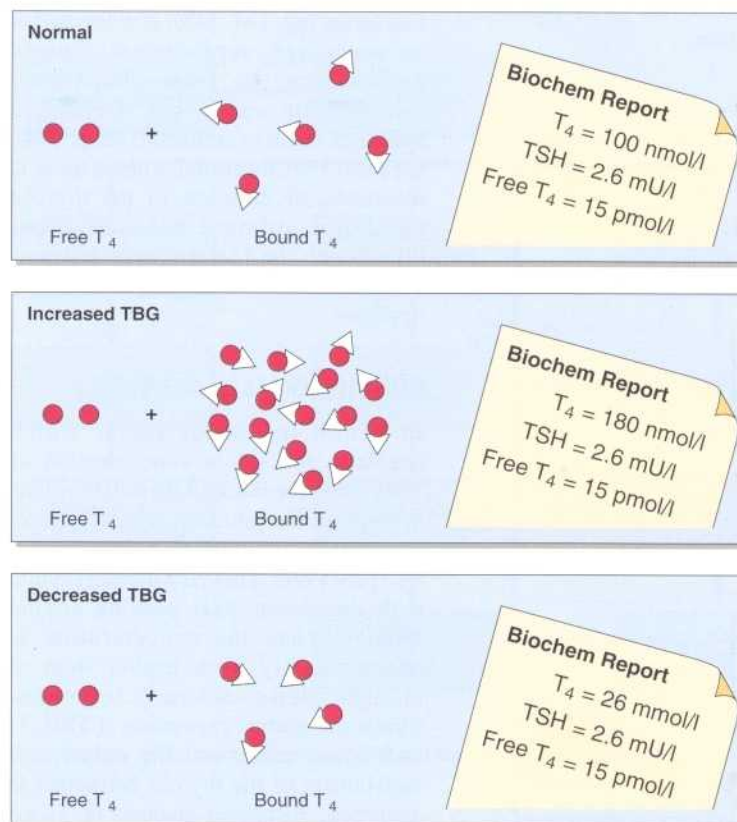 Normal
Free T₄
+
Bound T₄
Biochem Report
T₄ = 100 nmol/l
TSH = 2.6 mU/l
Free T₄ = 15 pmol/l
Increased TBG
Free T₄
+
Bound T₄
Biochem Report
T₄ = 180 nmol/l
TSH = 2.6 mU/l
Free T₄ = 15 pmol/l
Decreased TBG
Free T₄
+
Bound T₄
Biochem Report
T₄ = 26 mmol/l
TSH = 2.6 mU/l
Free T₄ = 15 pmol/l